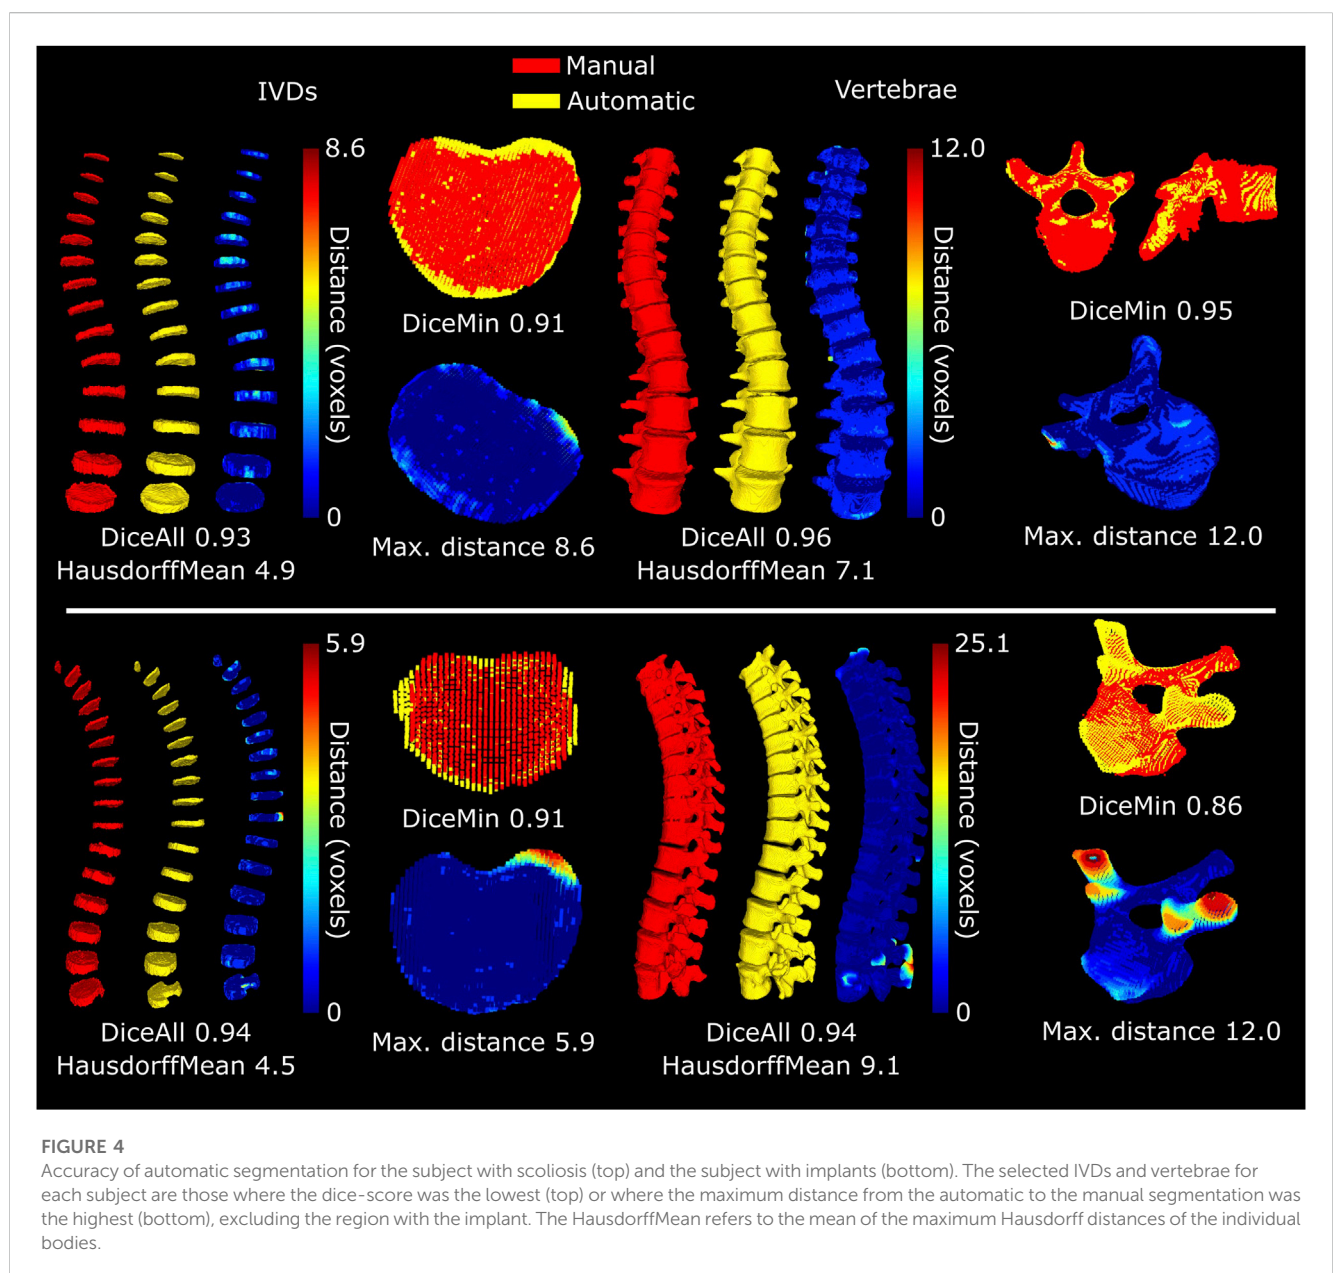 Manual
Automatic
IVDs
Vertebrae
8.6
Distance (voxels)
0
DiceAll 0.93
HausdorffMean 4.9
DiceMin 0.91
Max. distance 8.6
12.0
Distance (voxels)
0
DiceAll 0.96
HausdorffMean 7.1
DiceMin 0.95
Max. distance 12.0
5.9
Distance (voxels)
0
DiceAll 0.94
HausdorffMean 4.5
DiceMin 0.91
Max. distance 5.9
25.1
Distance (voxels)
0
DiceAll 0.94
HausdorffMean 9.1
DiceMin 0.86
Max. distance 12.0
FIGURE 4
Accuracy of automatic segmentation for the subject with scoliosis (top) and the subject with implants (bottom). The selected IVDs and vertebrae for
each subject are those where the dice-score was the lowest (top) or where the maximum distance from the automatic to the manual segmentation was
the highest (bottom), excluding the region with the implant. The HausdorffMean refers to the mean of the maximum Hausdorff distances of the individual
bodies.